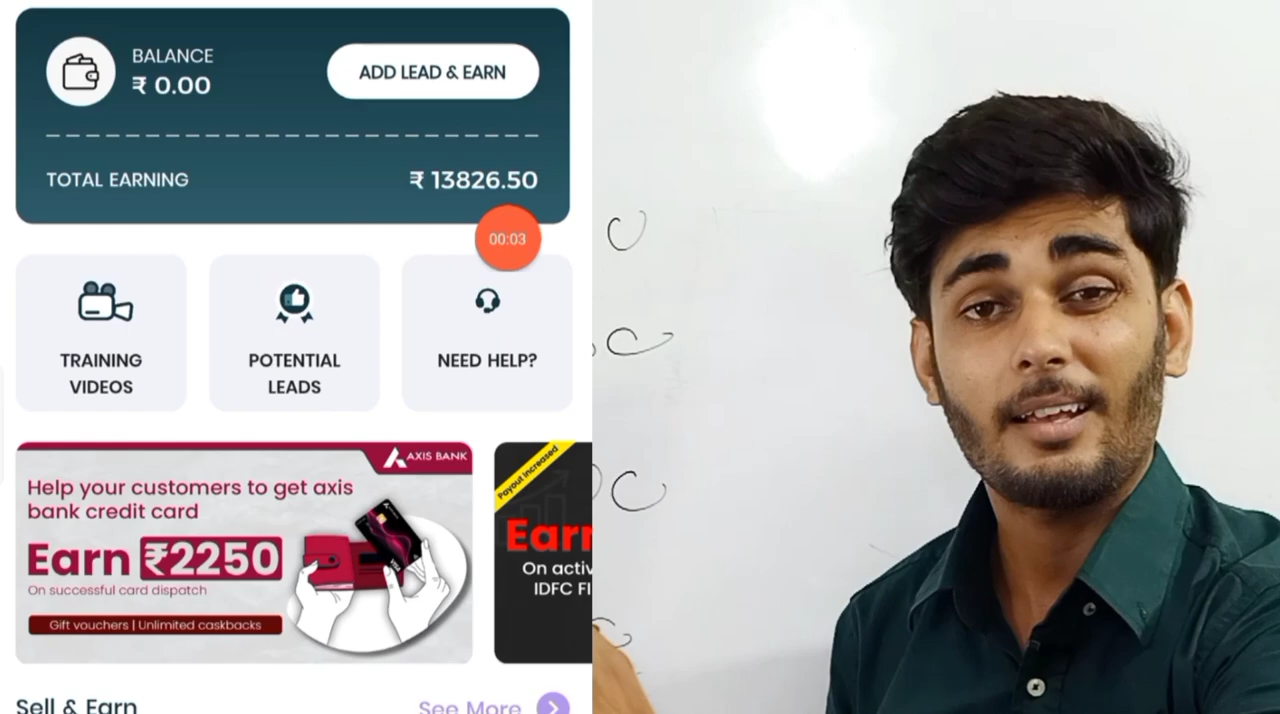 BALANCE
₹ 0.00
ADD LEAD & EARN
TOTAL EARNING
₹ 13826.50
00:03
TRAINING
VIDEOS
POTENTIAL
LEADS
NEED HELP?
AXIS BANK
Help your customers to get axis
bank credit card
Earn ₹2250
On successful card dispatch
Gift vouchers | Unlimited caskbacks
Payout Increased
Earn
On activ
IDFC FI
Sell & Earn
See More